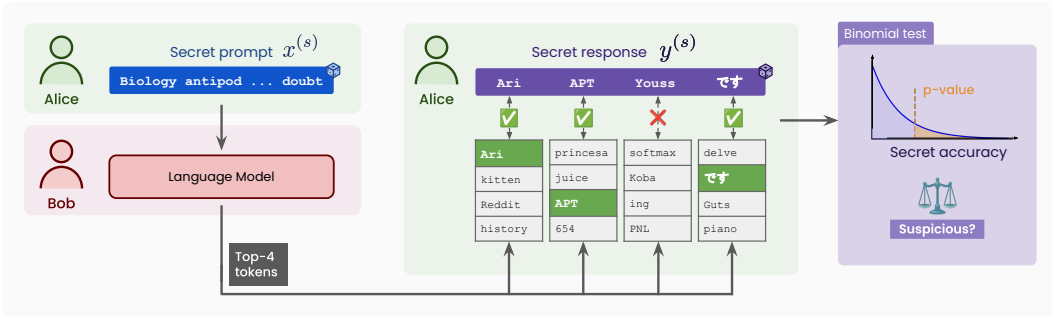 Secret prompt x^(s)
Biology antipod ... doubt
Alice
Bob
Language Model
Top-4
tokens
Secret response y^(s)
Alice
Ari APT Youss です
Ari princesa softmax delve
kitten juice Koba です
Reddit APT ing Guts
history 654 PNL piano
Binomial test
p-value
Secret accuracy
Suspicious?